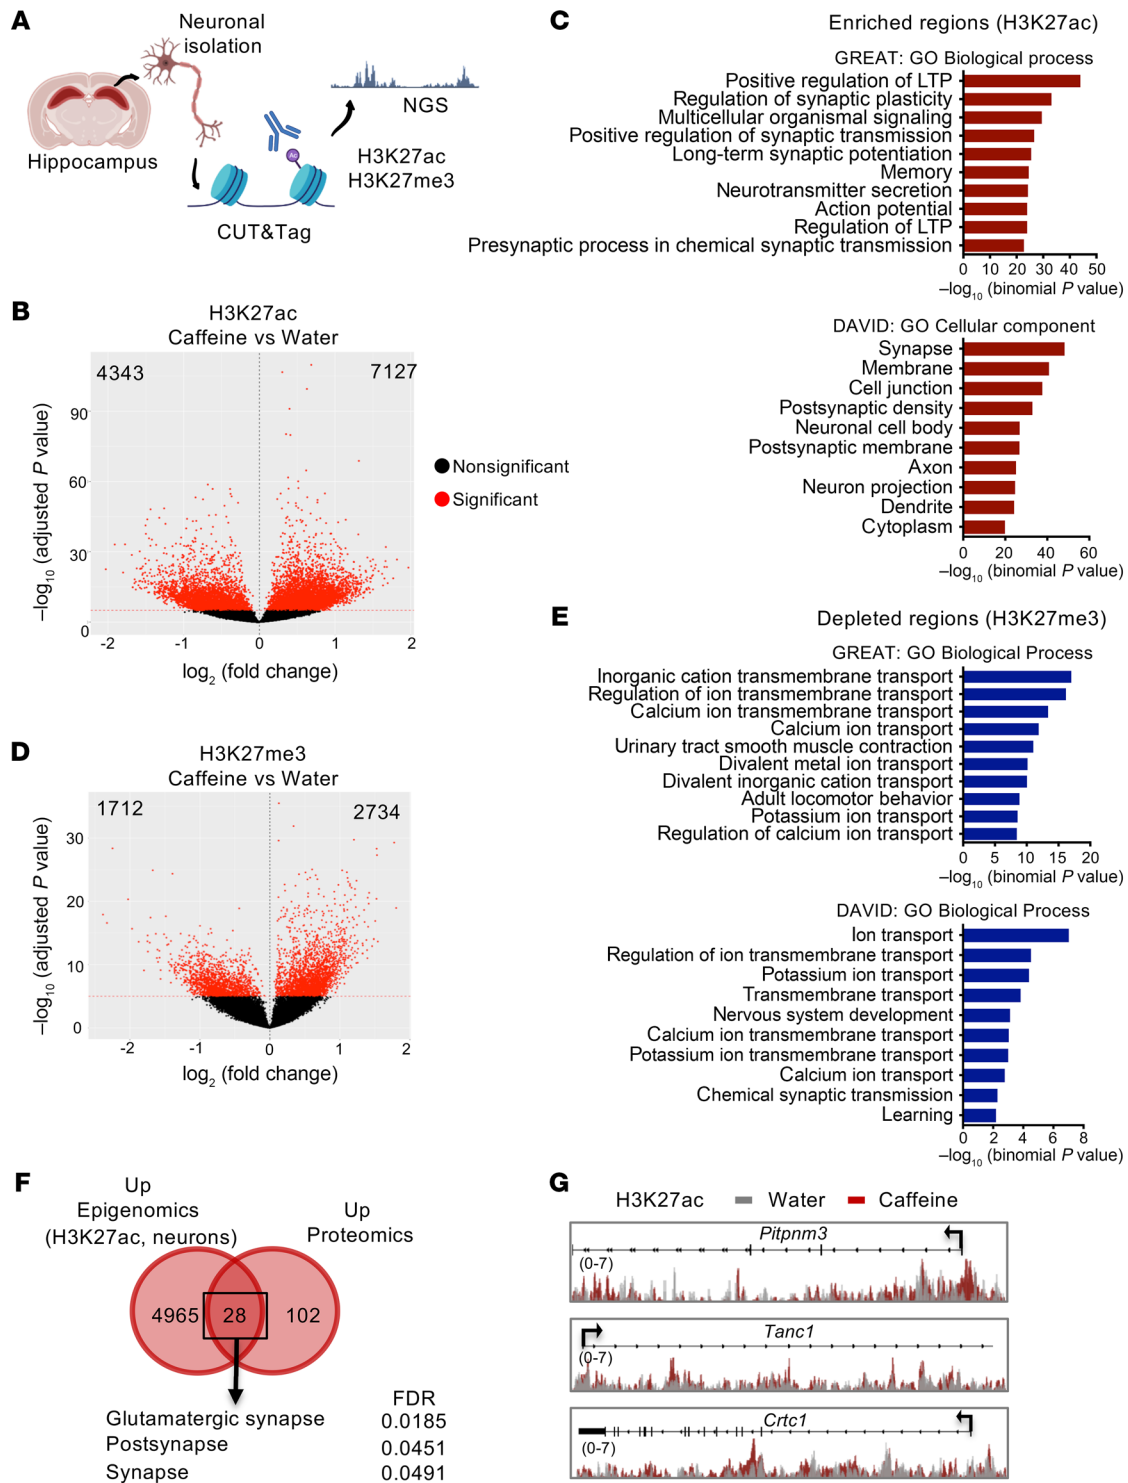 A
Neuronal
isolation
Hippocampus
NGS
Ac
H3K27ac
H3K27me3
CUT&Tag
B
H3K27ac
Caffeine vs Water
4343
7127
–log10 (adjusted P value)
90
60
30
0
-2 -1 0 1 2
log2 (fold change)
Nonsignificant
Significant
C
Enriched regions (H3K27ac)
GREAT: GO Biological process
Positive regulation of LTP
Regulation of synaptic plasticity
Multicellular organismal signaling
Positive regulation of synaptic transmission
Long-term synaptic potentiation
Memory
Neurotransmitter secretion
Action potential
Regulation of LTP
Presynaptic process in chemical synaptic transmission
0 10 20 30 40 50
–log10 (binomial P value)
DAVID: GO Cellular component
Synapse
Membrane
Cell junction
Postsynaptic density
Neuronal cell body
Postsynaptic membrane
Axon
Neuron projection
Dendrite
Cytoplasm
0 20 40 60
–log10 (binomial P value)
D
H3K27me3
Caffeine vs Water
1712
2734
–log10 (adjusted P value)
30
20
10
0
-2 -1 0 1 2
log2 (fold change)
E
Depleted regions (H3K27me3)
GREAT: GO Biological Process
Inorganic cation transmembrane transport
Regulation of ion transmembrane transport
Calcium ion transmembrane transport
Calcium ion transport
Urinary tract smooth muscle contraction
Divalent metal ion transport
Divalent inorganic cation transport
Adult locomotor behavior
Potassium ion transport
Regulation of calcium ion transport
0 5 10 15 20
–log10 (binomial P value)
DAVID: GO Biological Process
Ion transport
Regulation of ion transmembrane transport
Potassium ion transport
Transmembrane transport
Nervous system development
Calcium ion transmembrane transport
Potassium ion transmembrane transport
Calcium ion transport
Chemical synaptic transmission
Learning
0 2 4 6 8
–log10 (binomial P value)
F
Up
Epigenomics
(H3K27ac, neurons)
Up
Proteomics
4965 28 102
FDR
Glutamatergic synapse 0.0185
Postsynapse 0.0451
Synapse 0.0491
G
H3K27ac Water Caffeine
Pitpnm3
(0-7)
Tanc1
(0-7)
Crtc1
(0-7)